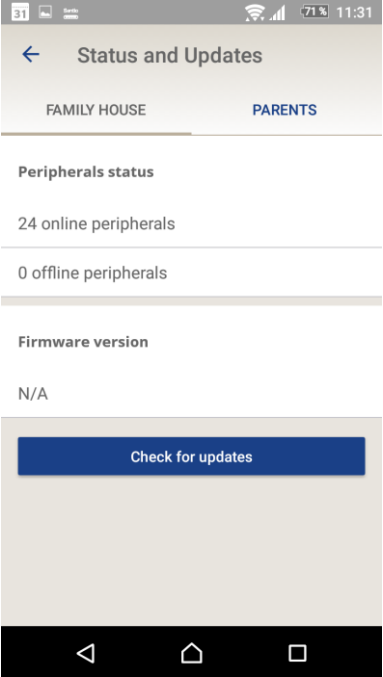 31 71% 11:31
Status and Updates
FAMILY HOUSE PARENTS
Peripherals status
24 online peripherals
0 offline peripherals
Firmware version
N/A
Check for updates